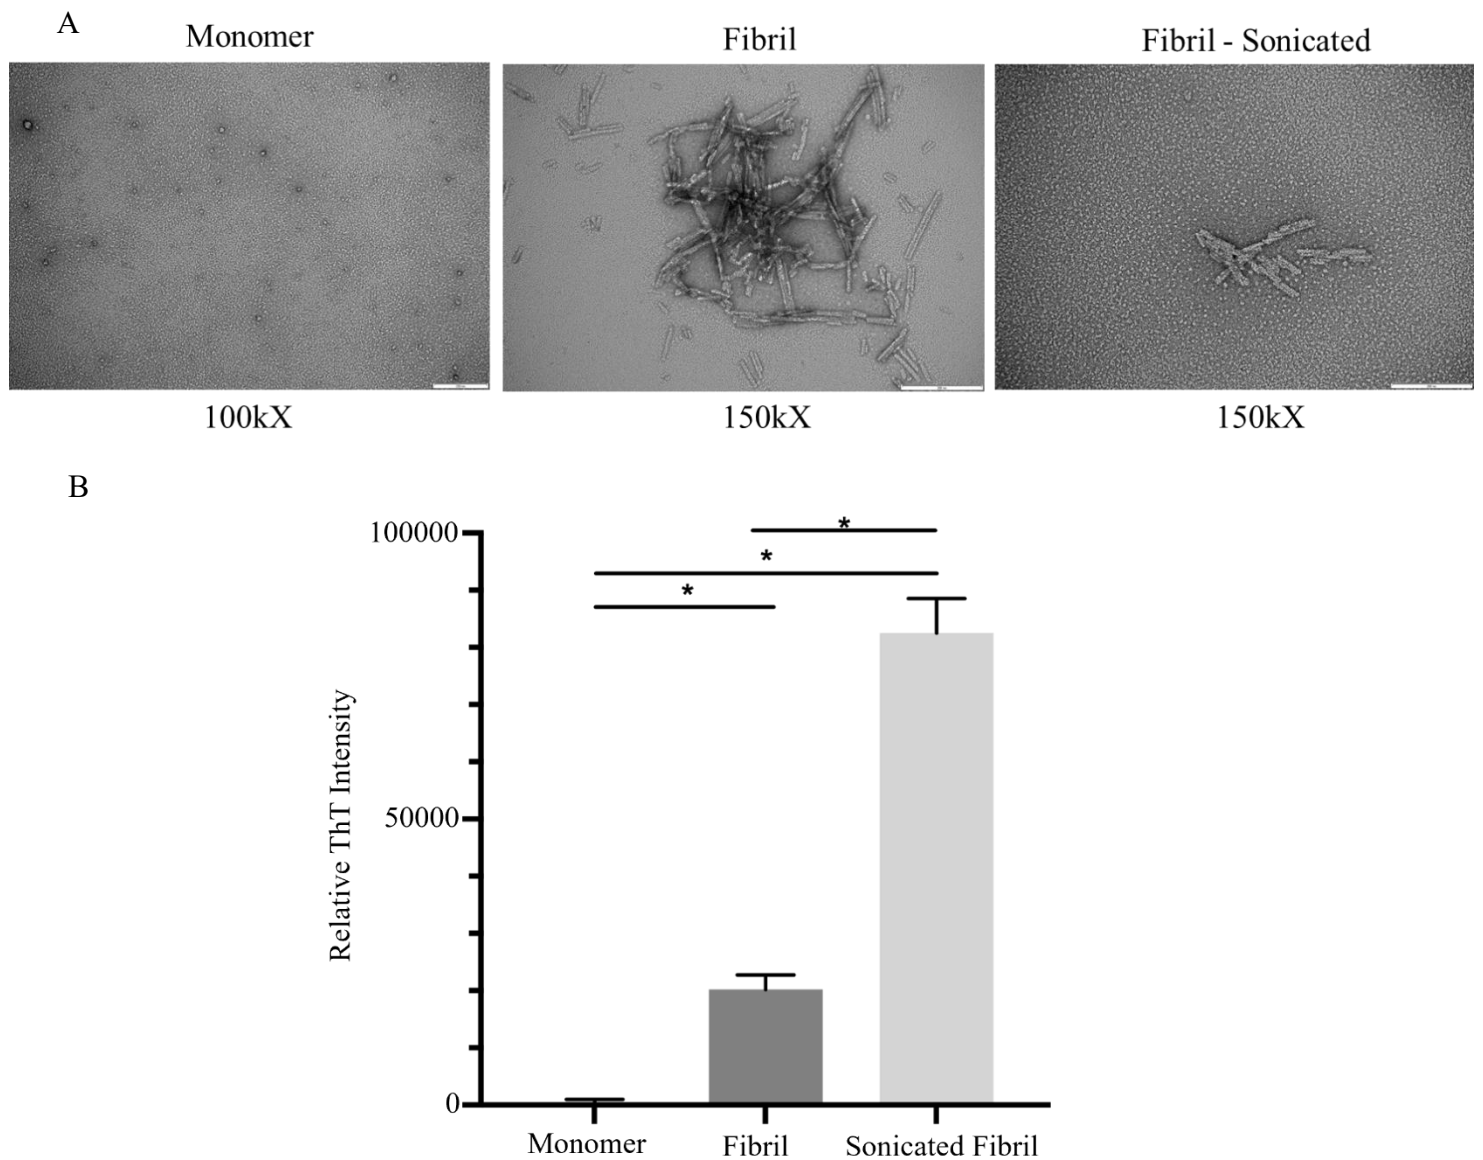 A
Monomer
Fibril
Fibril - Sonicated
100kX
150kX
150kX
B
100000
50000
0
Relative ThT Intensity
*
*
*
Monomer
Fibril
Sonicated Fibril